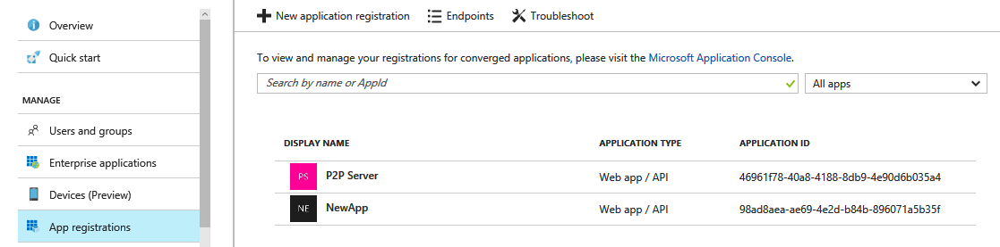 Overview
Quick start
MANAGE
Users and groups
Enterprise applications
Devices (Preview)
App registrations
New application registration Endpoints Troubleshoot
To view and manage your registrations for converged applications, please visit the Microsoft Application Console.
Search by name or AppId All apps
DISPLAY NAME APPLICATION TYPE APPLICATION ID
PS P2P Server Web app / API 46961f78-40a8-4188-8db9-4e90d6b035a4
NE NewApp Web app / API 98ad8aea-ae69-4e2d-b84b-896071a5b35f